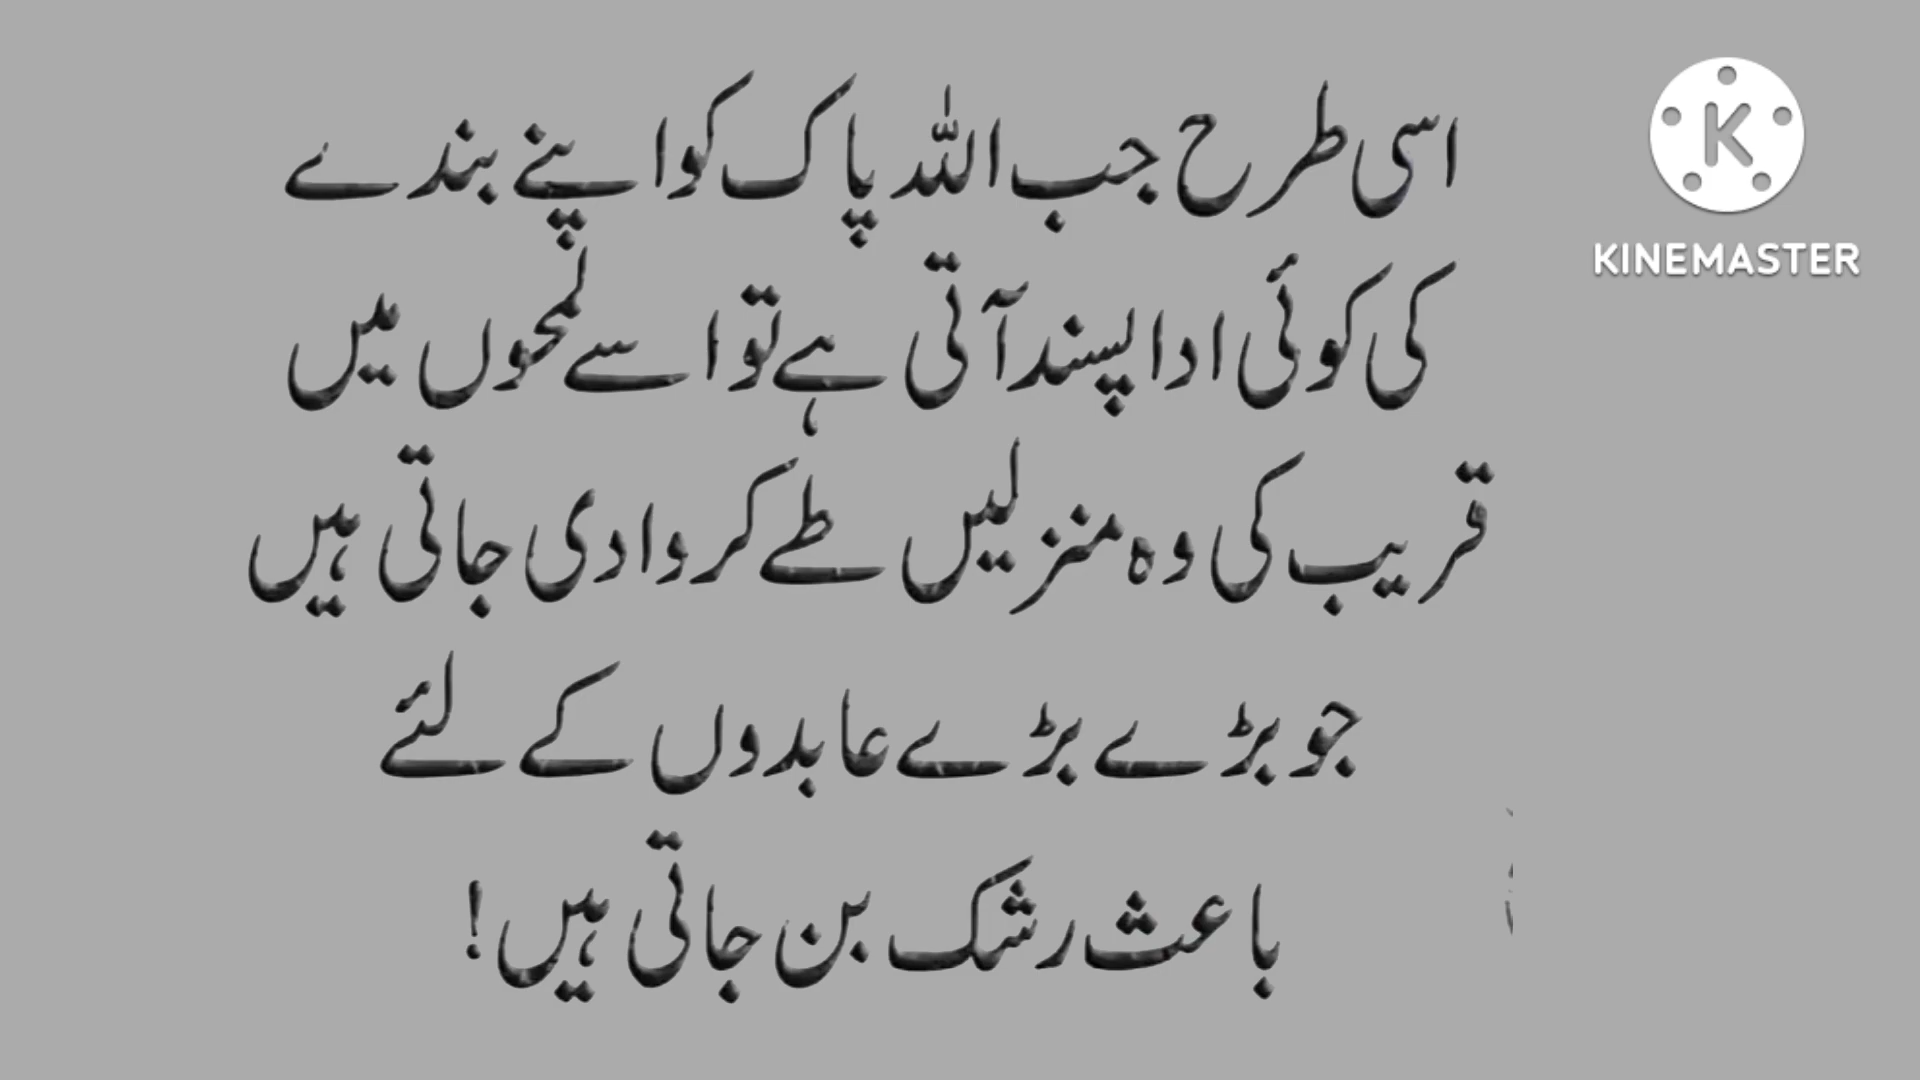 اسی طرح جب اللہ پاک کو اپنے بندے
کی کوئی ادا پسند آتی ہے تو اسے لمحوں میں
قریب کی وہ منزلیں طے کروا دی جاتی ہیں
جو بڑے بڑے عابدوں کے لئے
باعث رشک بن جاتی ہیں!
K
KINEMASTER